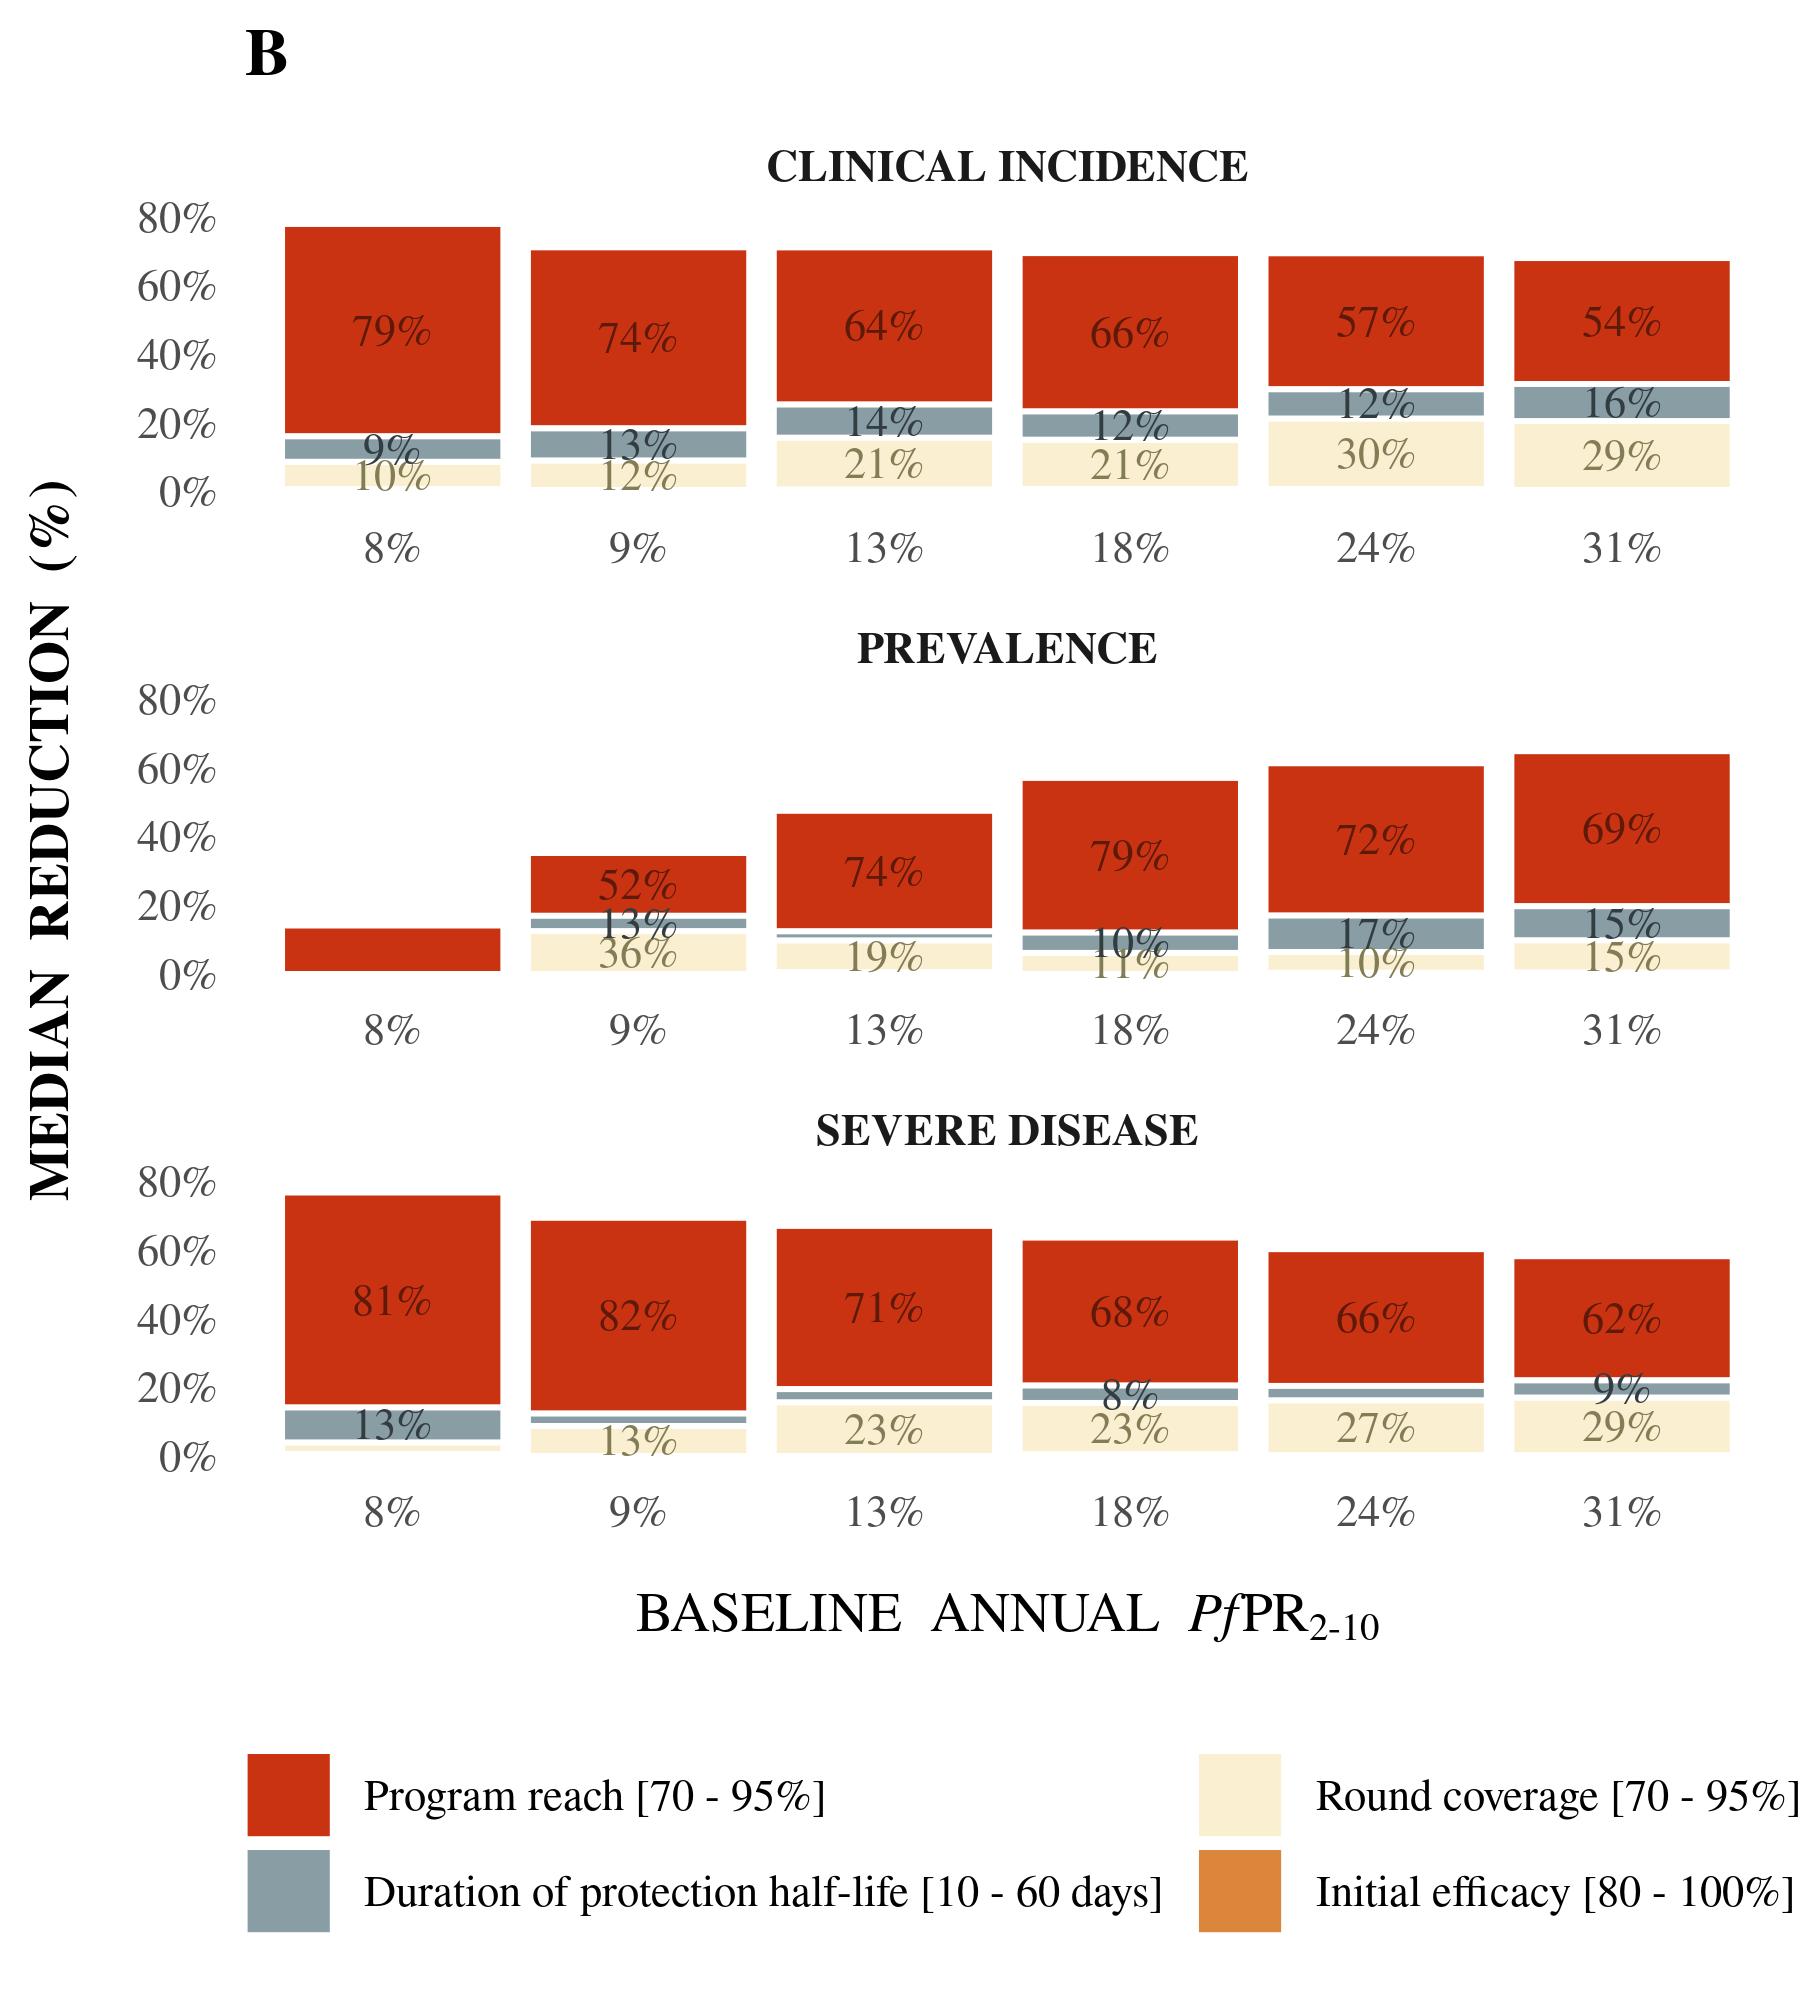 B
CLINICAL INCIDENCE
80%
60%
40%
20%
0%
79% 74% 64% 66% 57% 54%
9% 13% 14% 12% 12% 16%
10% 12% 21% 21% 30% 29%
8% 9% 13% 18% 24% 31%
MEDIAN REDUCTION (%)
PREVALENCE
80%
60%
40%
20%
0%
52% 74% 79% 72% 69%
13% 10% 17% 15%
36% 19% 11% 10% 15%
8% 9% 13% 18% 24% 31%
SEVERE DISEASE
80%
60%
40%
20%
0%
81% 82% 71% 68% 66% 62%
13% 8% 9%
13% 23% 23% 27% 29%
8% 9% 13% 18% 24% 31%
BASELINE ANNUAL PfPR2-10
Program reach [70 - 95%]
Round coverage [70 - 95%]
Duration of protection half-life [10 - 60 days]
Initial efficacy [80 - 100%]